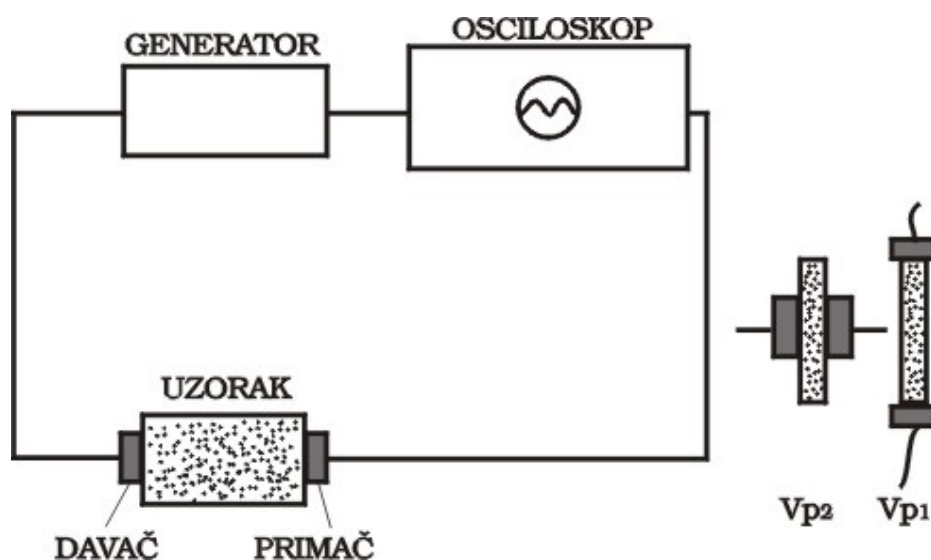 GENERATOR
OSCILOSKOP
UZORAK
DAVAČ
PRIMAČ
Vp2
Vp1